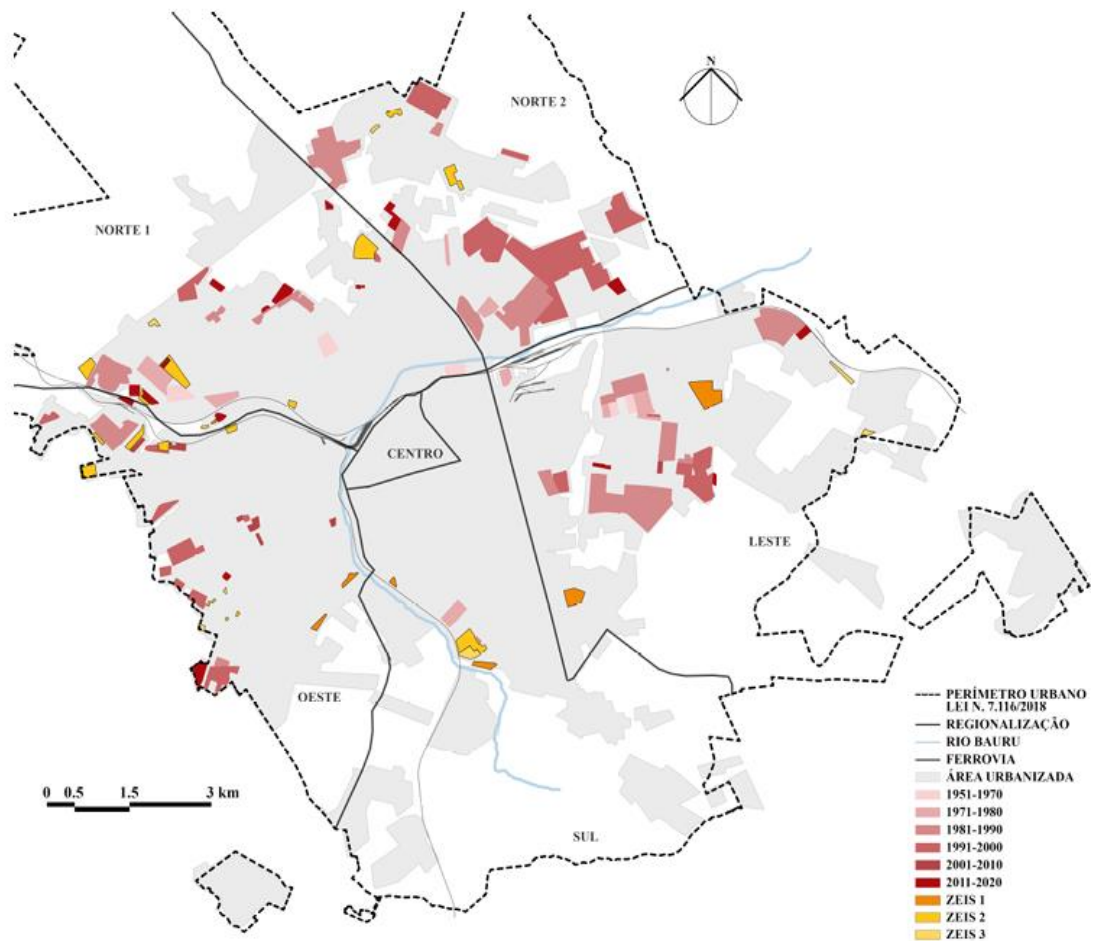 N
NORTE 2
NORTE 1
CENTRO
LESTE
OESTE
SUL
0 0.5 1.5 3 km
PERÍMETRO URBANO
LEI N. 7.116/2018
REGIONALIZAÇÃO
RIO BAURU
FERROVIA
ÁREA URBANIZADA
1951-1970
1971-1980
1981-1990
1991-2000
2001-2010
2011-2020
ZEIS 1
ZEIS 2
ZEIS 3